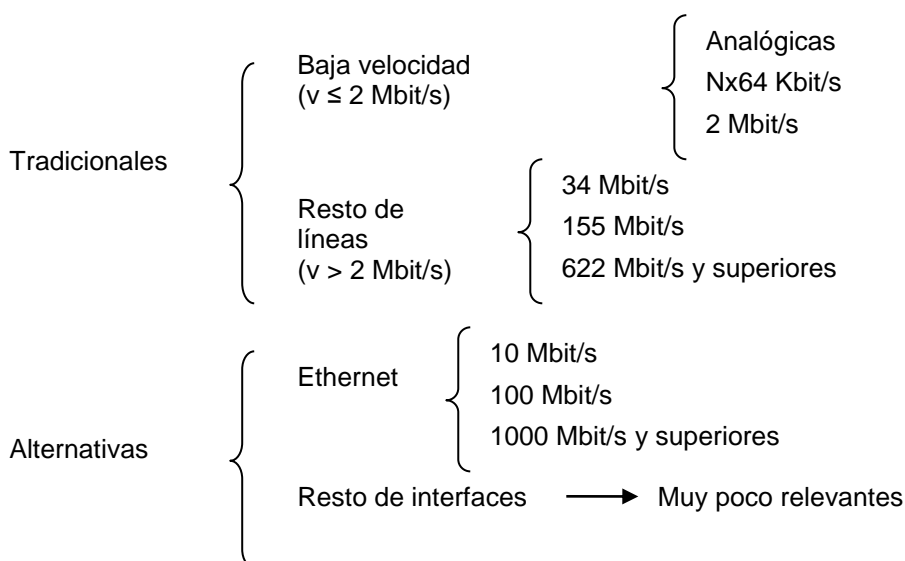 Tradicionales
Baja velocidad
(v ≤ 2 Mbit/s)
Analógicas
Nx64 Kbit/s
2 Mbit/s
Resto de
líneas
(v > 2 Mbit/s)
34 Mbit/s
155 Mbit/s
622 Mbit/s y superiores
Alternativas
Ethernet
10 Mbit/s
100 Mbit/s
1000 Mbit/s y superiores
Resto de interfaces
Muy poco relevantes